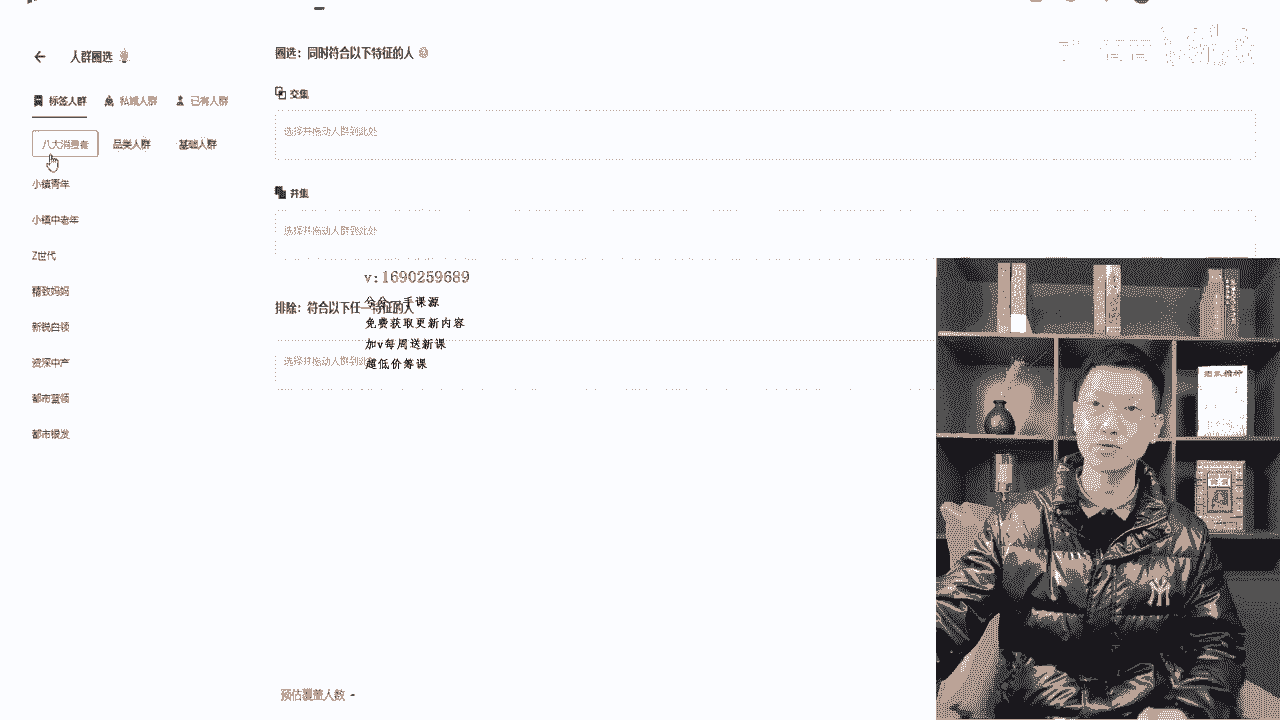 人群圈选
圈选：同时符合以下特征的人
标签人群 私域人群 已有人群
交集
选择并拖动人群到此处
八大消费者 品类人群 基础人群
小镇青年
并集
小镇中老年
选择并拖动人群到此处
Z世代
v:1690259689
精致妈妈
排除：符合以下任一特征的人
手课源
免费获取更新内容
新锐白领
加v每周送新课
资深中产
选择并拖动人群到此
超低价筹课
都市蓝领
都市银发
预估覆盖人数 -